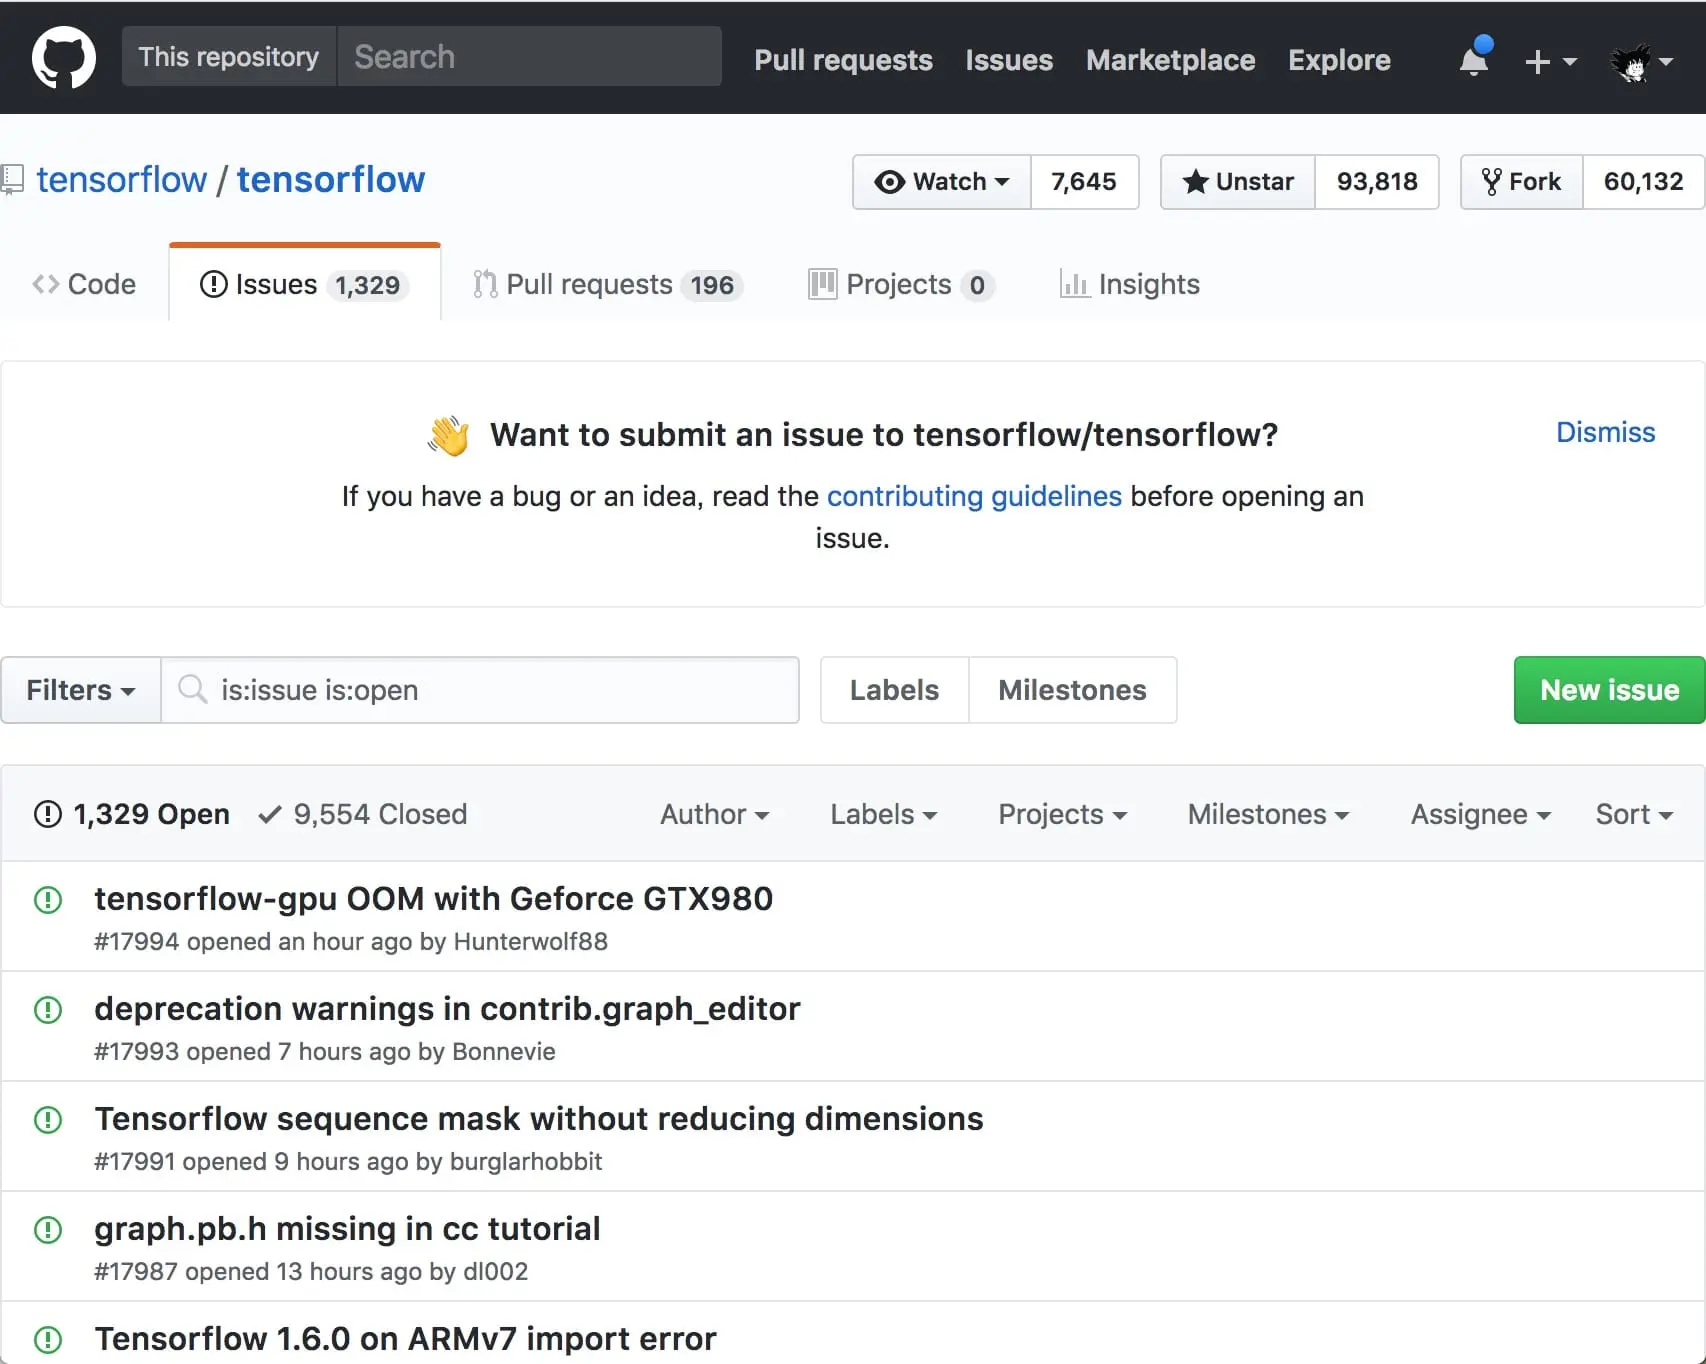 This repository Search Pull requests Issues Marketplace Explore
tensorflow / tensorflow Watch 7,645 Unstar 93,818 Fork 60,132
Code Issues 1,329 Pull requests 196 Projects 0 Insights
Want to submit an issue to tensorflow/tensorflow? Dismiss
If you have a bug or an idea, read the contributing guidelines before opening an
issue.
Filters is:issue is:open Labels Milestones New issue
1,329 Open 9,554 Closed Author Labels Projects Milestones Assignee Sort
tensorflow-gpu OOM with Geforce GTX980
#17994 opened an hour ago by Hunterwolf88
deprecation warnings in contrib.graph_editor
#17993 opened 7 hours ago by Bonnevie
Tensorflow sequence mask without reducing dimensions
#17991 opened 9 hours ago by burglarhobbit
graph.pb.h missing in cc tutorial
#17987 opened 13 hours ago by dl002
Tensorflow 1.6.0 on ARMv7 import error